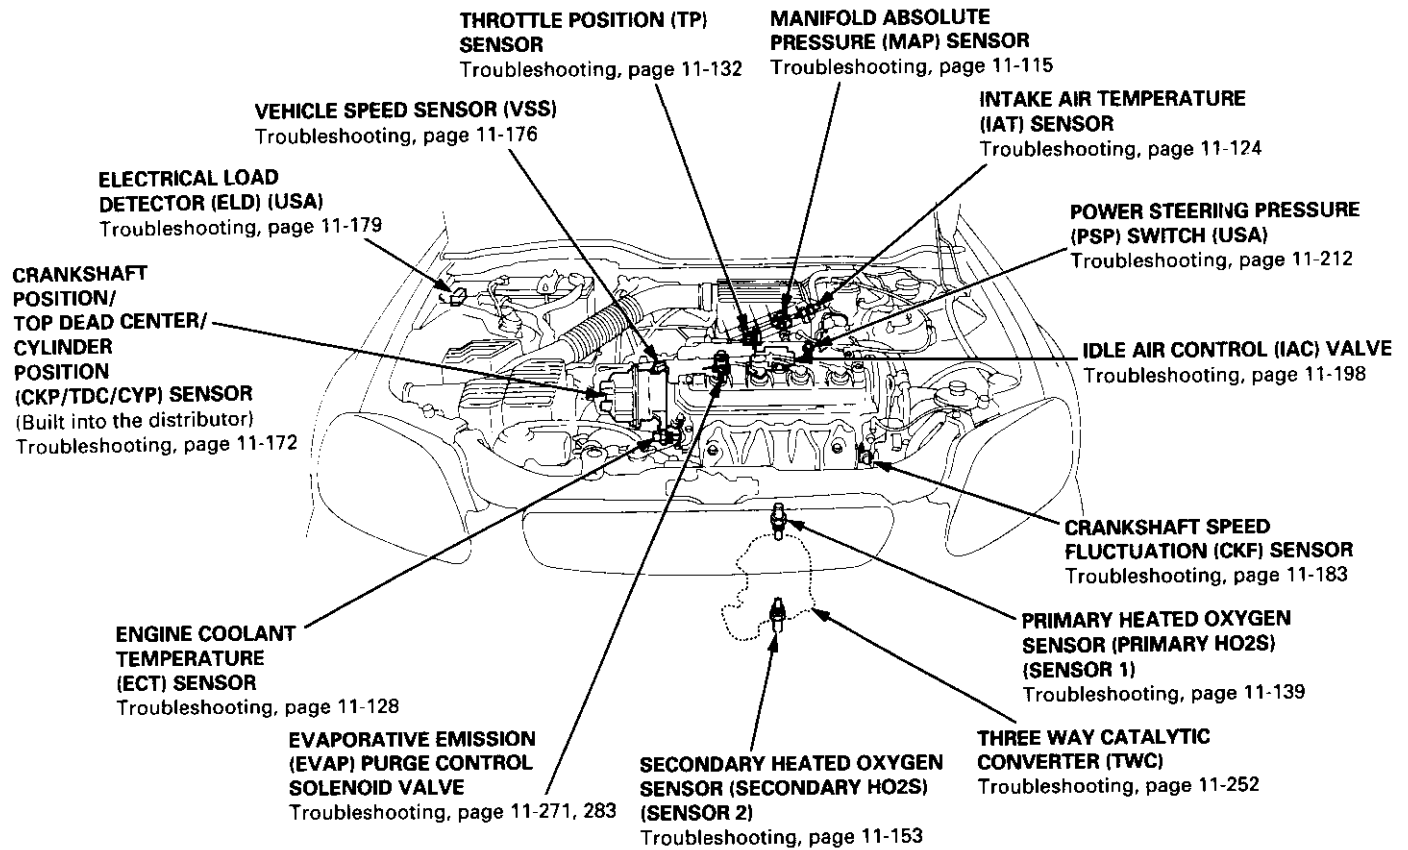 THROTTLE POSITION (TP)
SENSOR
Troubleshooting, page 11-132
MANIFOLD ABSOLUTE
PRESSURE (MAP) SENSOR
Troubleshooting, page 11-115
VEHICLE SPEED SENSOR (VSS)
Troubleshooting, page 11-176
INTAKE AIR TEMPERATURE
(IAT) SENSOR
Troubleshooting, page 11-124
ELECTRICAL LOAD
DETECTOR (ELD) (USA)
Troubleshooting, page 11-179
POWER STEERING PRESSURE
(PSP) SWITCH (USA)
Troubleshooting, page 11-212
CRANKSHAFT
POSITION/
TOP DEAD CENTER/
CYLINDER
POSITION
(CKP/TDC/CYP) SENSOR
(Built into the distributor)
Troubleshooting, page 11-172
IDLE AIR CONTROL (IAC) VALVE
Troubleshooting, page 11-198
CRANKSHAFT SPEED
FLUCTUATION (CKF) SENSOR
Troubleshooting, page 11-183
ENGINE COOLANT
TEMPERATURE
(ECT) SENSOR
Troubleshooting, page 11-128
PRIMARY HEATED OXYGEN
SENSOR (PRIMARY HO2S)
(SENSOR 1)
Troubleshooting, page 11-139
EVAPORATIVE EMISSION
(EVAP) PURGE CONTROL
SOLENOID VALVE
Troubleshooting, page 11-271, 283
SECONDARY HEATED OXYGEN
SENSOR (SECONDARY HO2S)
(SENSOR 2)
Troubleshooting, page 11-153
THREE WAY CATALYTIC
CONVERTER (TWC)
Troubleshooting, page 11-252